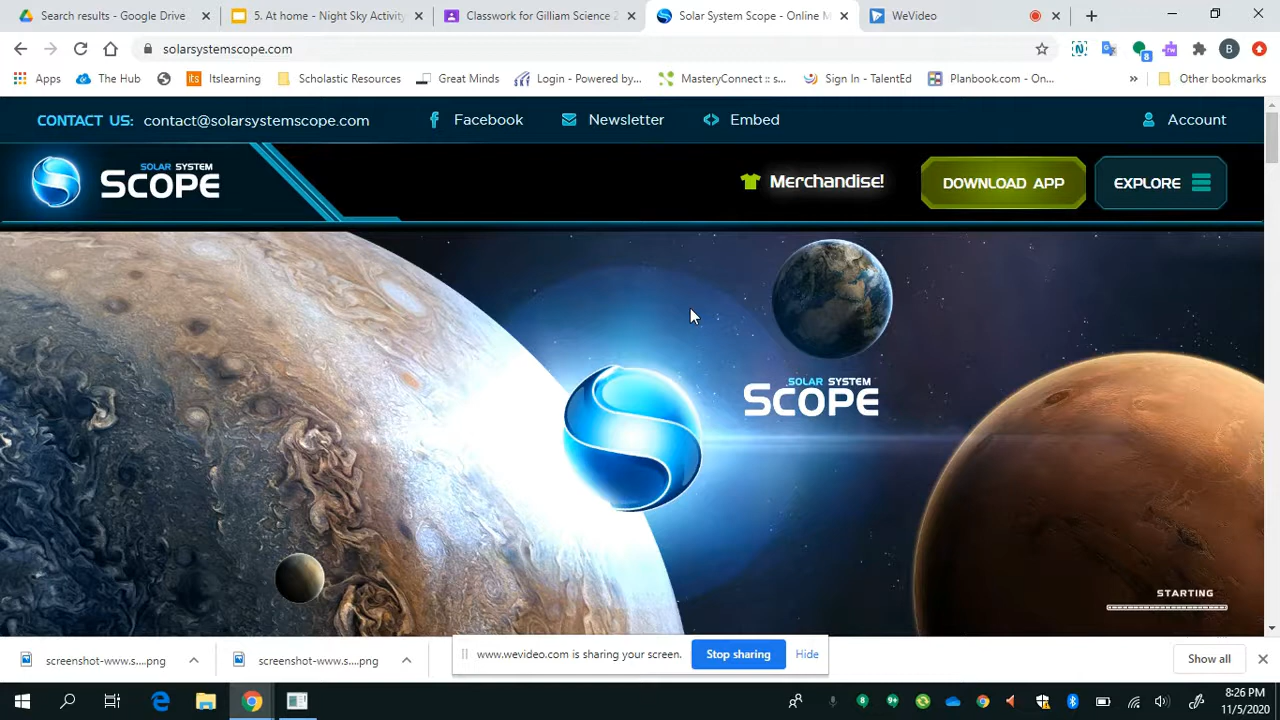 Search results - Google Drive
5. At home - Night Sky Activity
Classwork for Gilliam Science 2
Solar System Scope - Online M
WeVideo
solarsystemscope.com
8
B
Apps
The Hub
its Itslearning
Scholastic Resources
Great Minds
Login - Powered by...
MasteryConnect :: s...
Sign In - TalentEd
Planbook.com - On...
»
Other bookmarks
CONTACT US: contact@solarsystemscope.com
Facebook
Newsletter
Embed
Account
SOLAR SYSTEM
SCOPE
Merchandise!
DOWNLOAD APP
EXPLORE
SOLAR SYSTEM
SCOPE
STARTING
screenshot-www.s....png
screenshot-www.s....png
www.wevideo.com is sharing your screen.
Stop sharing
Hide
Show all
8:26 PM
11/5/2020